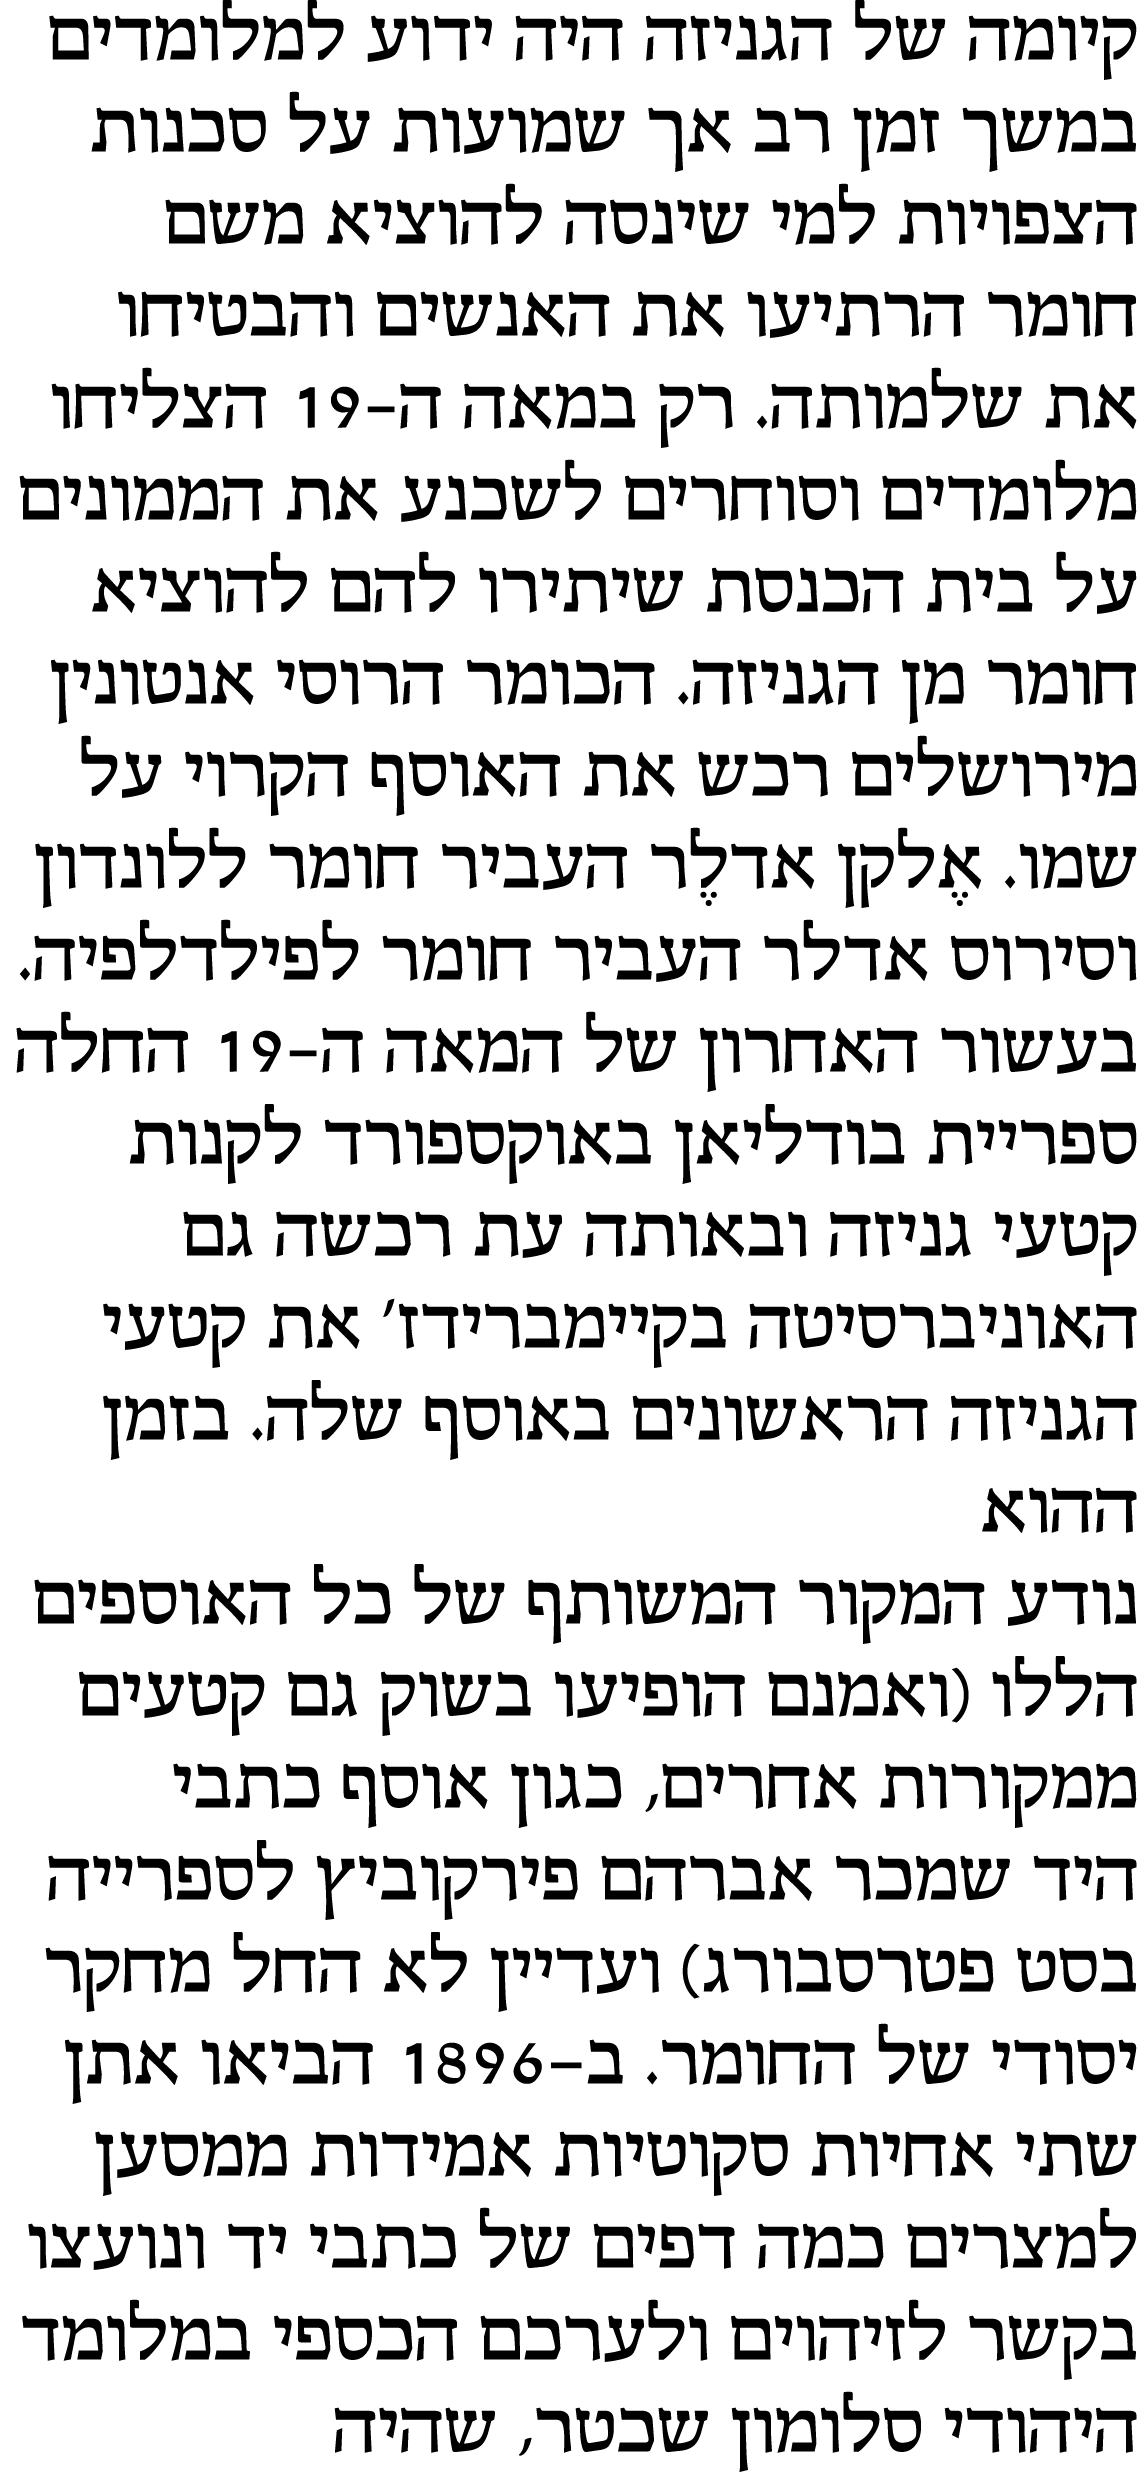 קיומה של הגניזה היה ידוע למלומדים
במשך זמן רב אך שמועות על סכנות
הצפויות למי שינסה להוציא משם
חומר הרתיעו את האנשים והבטיחו
את שלמותה. רק במאה ה-19 הצליחו
מלומדים וסוחרים לשכנע את הממונים
על בית הכנסת שיתירו להם להוציא
חומר מן הגניזה. הכומר הרוסי אנטונין
מירושלים רכש את האוסף הקרוי על
שמו. אֶלקן אדלֶר העביר חומר ללונדון
וסירוס אדלר העביר חומר לפילדלפיה.
בעשור האחרון של המאה ה-19 החלה
ספריית בודליאן באוקספורד לקנות
קטעי גניזה ובאותה עת רכשה גם
האוניברסיטה בקיימברידז' את קטעי
הגניזה הראשונים באוסף שלה. בזמן
ההוא
נודע המקור המשותף של כל האוספים
הללו (ואמנם הופיעו בשוק גם קטעים
ממקורות אחרים, כגון אוסף כתבי
היד שמכר אברהם פירקוביץ לספרייה
בסט פטרסבורג) ועדיין לא החל מחקר
יסודי של החומר. ב-1896 הביאו אתן
שתי אחיות סקוטיות אמידות ממסען
למצרים כמה דפים של כתבי יד ונועצו
בקשר לזיהוים ולערכם הכספי במלומד
היהודי סלומון שכטר, שהיה